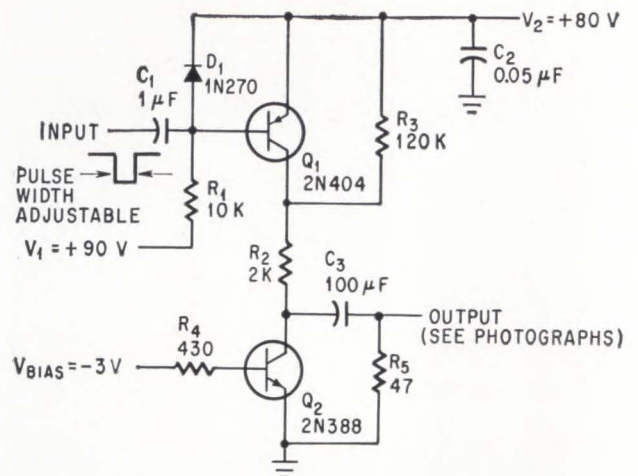 V2 = +80 V
C2
0.05 µF
D1
1N270
C1
1 µF
INPUT
PULSE
WIDTH
ADJUSTABLE
R1
10 K
V1 = +90 V
Q1
2N404
R3
120 K
R2
2K
C3
100 µF
OUTPUT
(SEE PHOTOGRAPHS)
R4
430
VBIAS = -3 V
Q2
2N388
R5
47